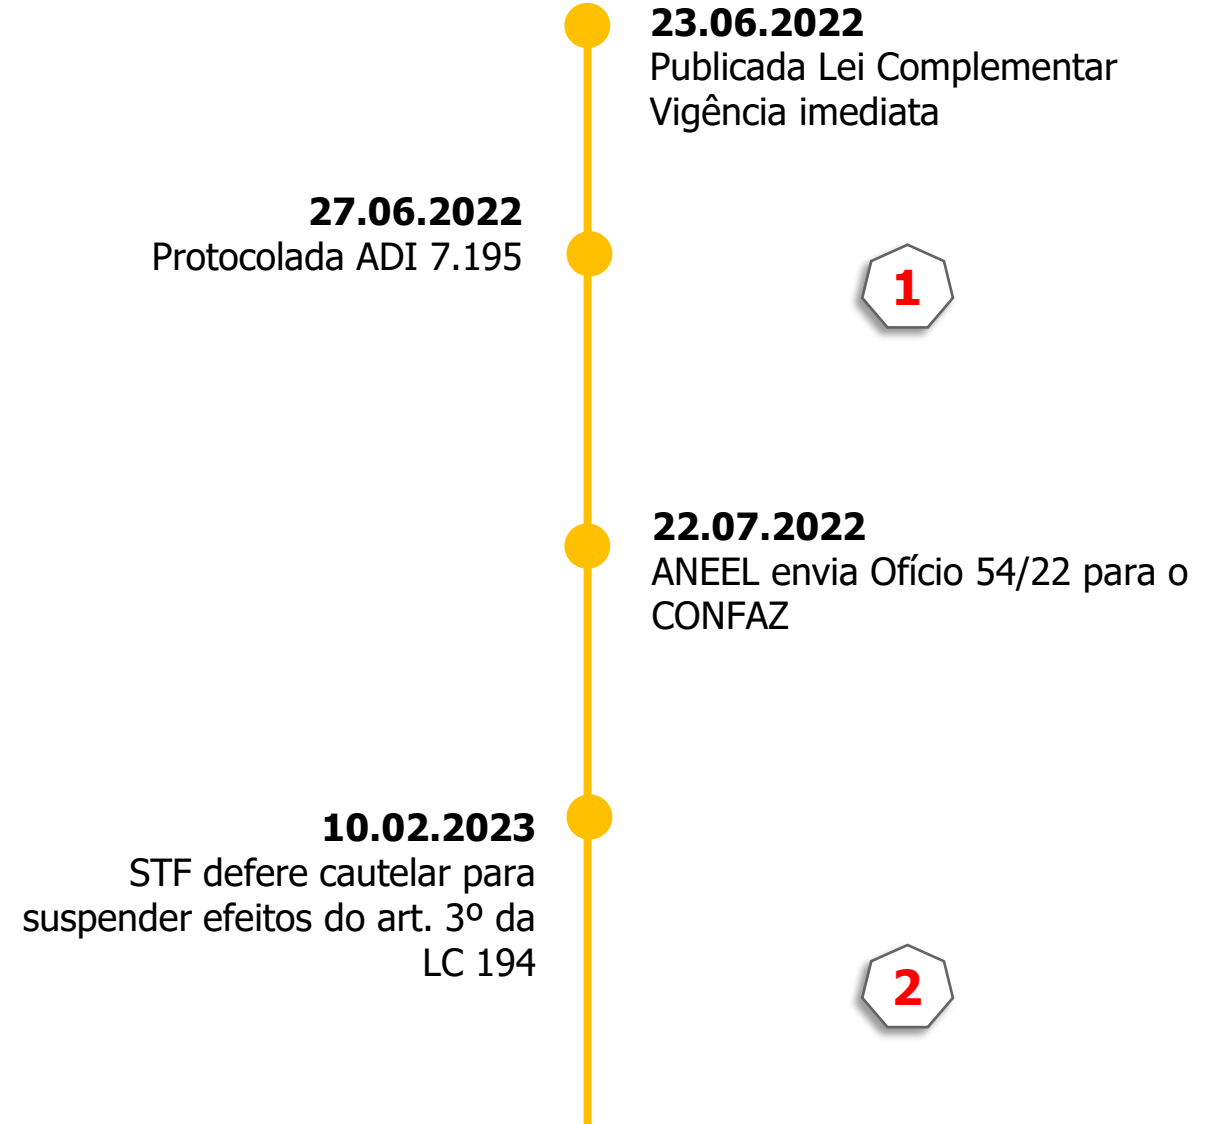 23.06.2022
Publicada Lei Complementar
Vigência imediata
27.06.2022
Protocolada ADI 7.195
1
22.07.2022
ANEEL envia Ofício 54/22 para o
CONFAZ
10.02.2023
STF defere cautelar para
suspender efeitos do art. 3º da
LC 194
2